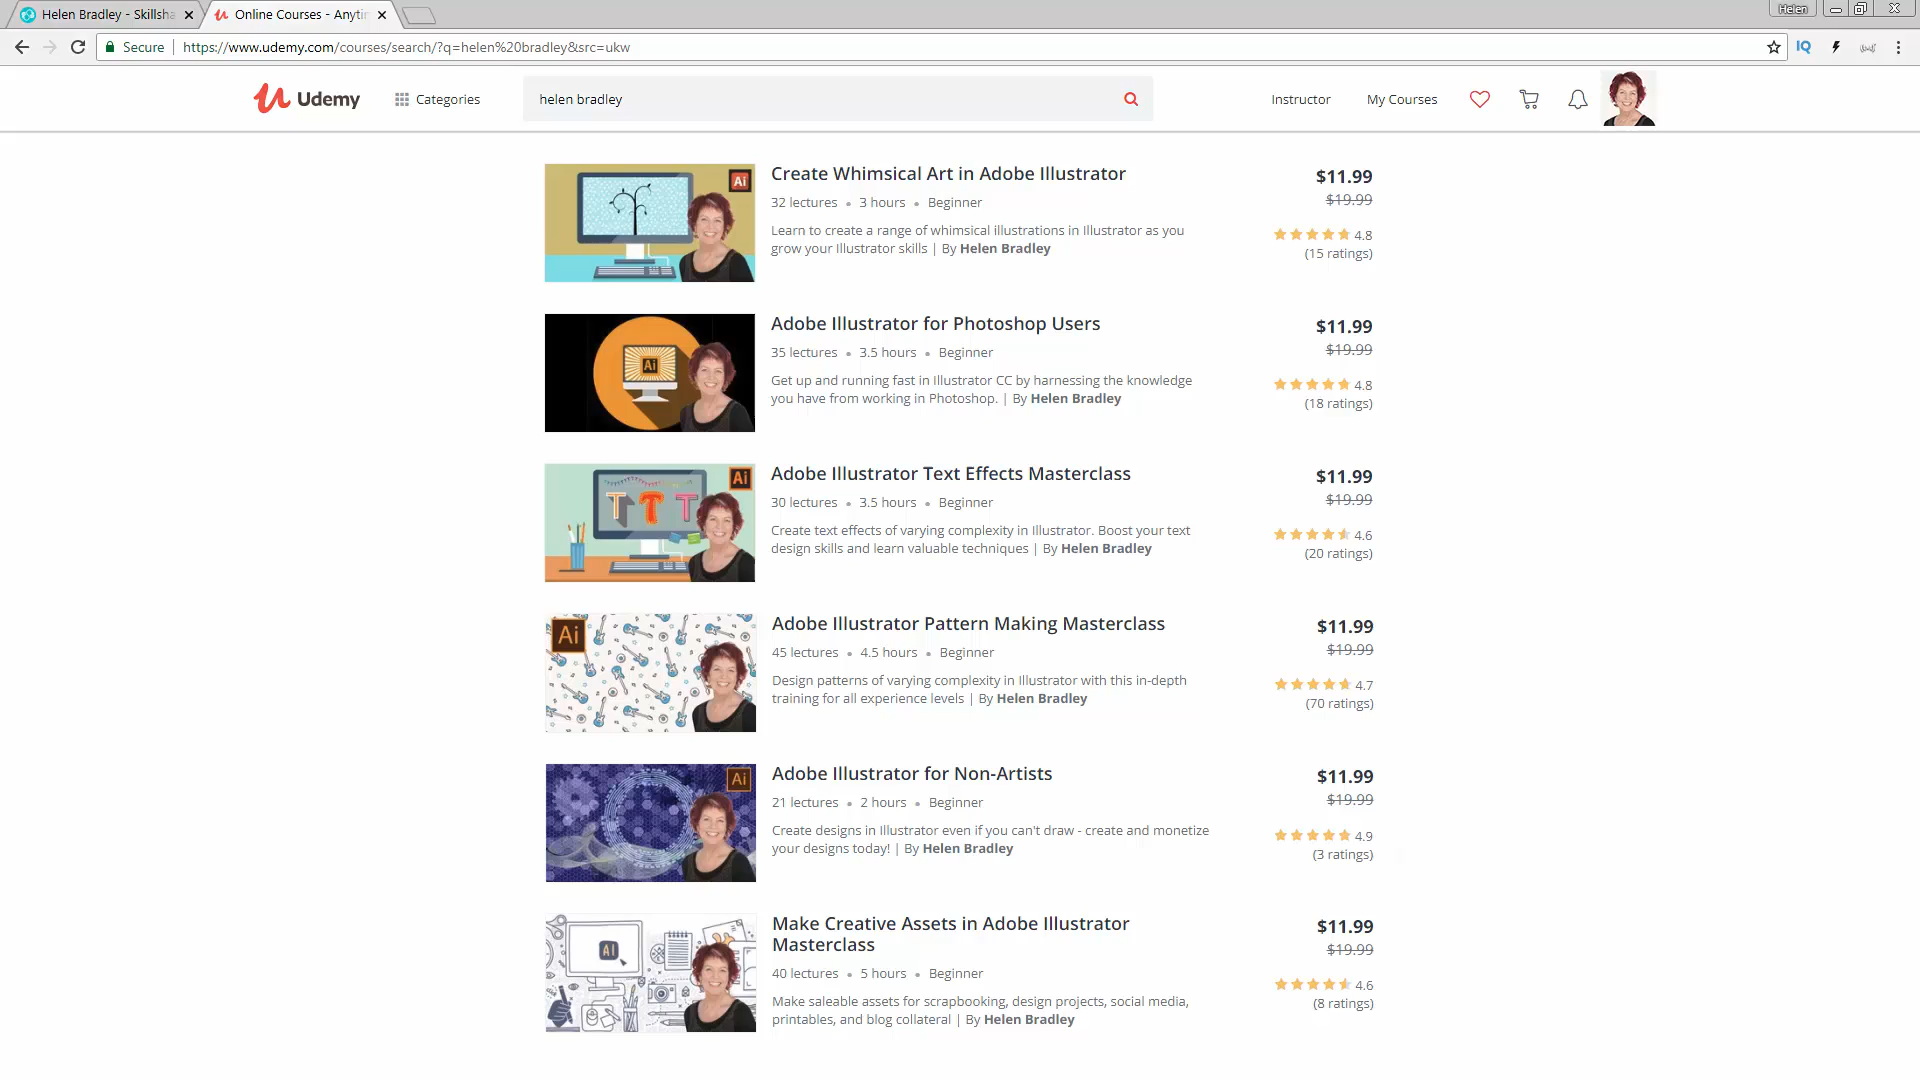 Helen Bradley - Skillsha
Online Courses - Anytin
Helen
Secure
https://www.udemy.com/courses/search/?q=helen%20bradley&src=ukw
IQ
Udemy
Categories
helen bradley
Instructor
My Courses
Ai
Create Whimsical Art in Adobe Illustrator
32 lectures • 3 hours • Beginner
Learn to create a range of whimsical illustrations in Illustrator as you
grow your Illustrator skills | By Helen Bradley
$11.99
$19.99
4.8
(15 ratings)
Ai
Adobe Illustrator for Photoshop Users
35 lectures • 3.5 hours • Beginner
Get up and running fast in Illustrator CC by harnessing the knowledge
you have from working in Photoshop. | By Helen Bradley
$11.99
$19.99
4.8
(18 ratings)
Ai
T T T
Adobe Illustrator Text Effects Masterclass
30 lectures • 3.5 hours • Beginner
Create text effects of varying complexity in Illustrator. Boost your text
design skills and learn valuable techniques | By Helen Bradley
$11.99
$19.99
4.6
(20 ratings)
Ai
Adobe Illustrator Pattern Making Masterclass
45 lectures • 4.5 hours • Beginner
Design patterns of varying complexity in Illustrator with this in-depth
training for all experience levels | By Helen Bradley
$11.99
$19.99
4.7
(70 ratings)
Ai
Adobe Illustrator for Non-Artists
21 lectures • 2 hours • Beginner
Create designs in Illustrator even if you can't draw - create and monetize
your designs today! | By Helen Bradley
$11.99
$19.99
4.9
(3 ratings)
AI
Make Creative Assets in Adobe Illustrator
Masterclass
40 lectures • 5 hours • Beginner
Make saleable assets for scrapbooking, design projects, social media,
printables, and blog collateral | By Helen Bradley
$11.99
$19.99
4.6
(8 ratings)